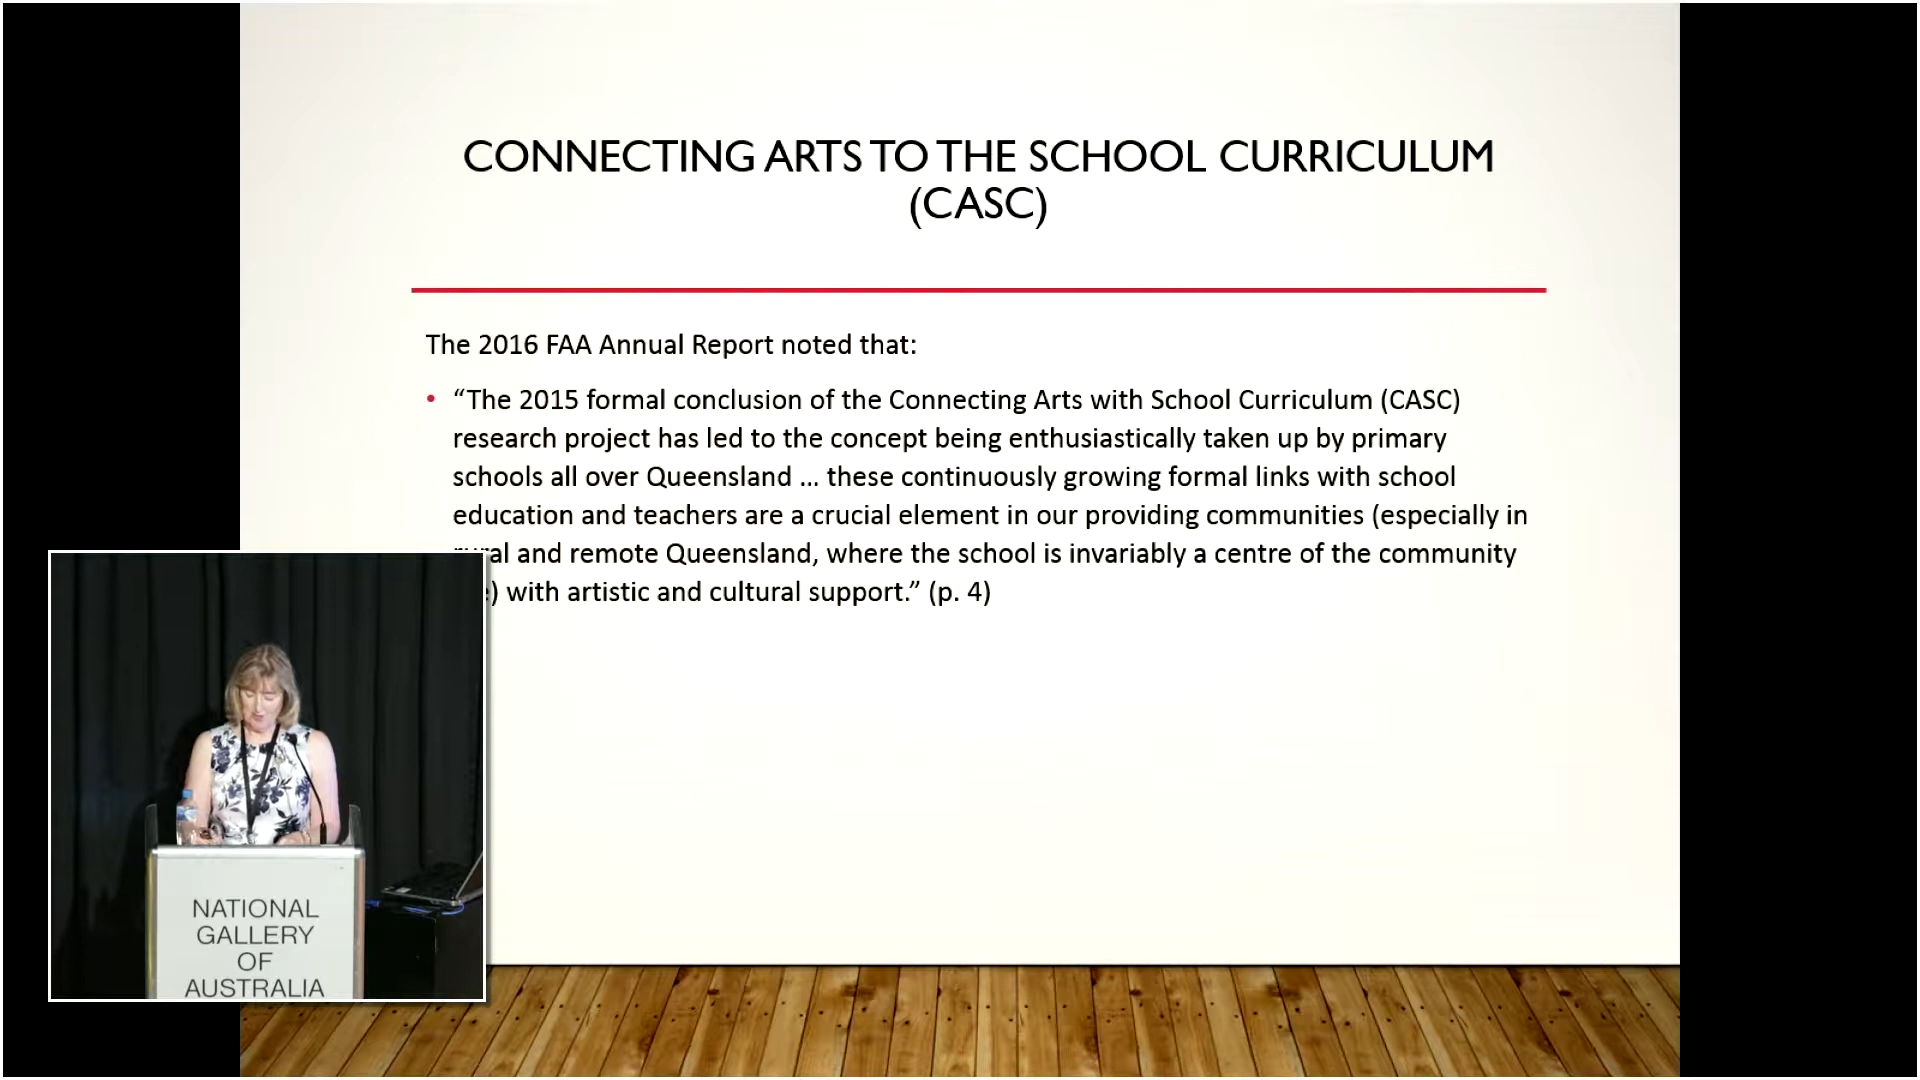 CONNECTING ARTS TO THE SCHOOL CURRICULUM
(CASC)
The 2016 FAA Annual Report noted that:
• “The 2015 formal conclusion of the Connecting Arts with School Curriculum (CASC)
research project has led to the concept being enthusiastically taken up by primary
schools all over Queensland ... these continuously growing formal links with school
education and teachers are a crucial element in our providing communities (especially in
and remote Queensland, where the school is invariably a centre of the community
with artistic and cultural support.” (p. 4)
NATIONAL
GALLERY
OF
AUSTRALIA